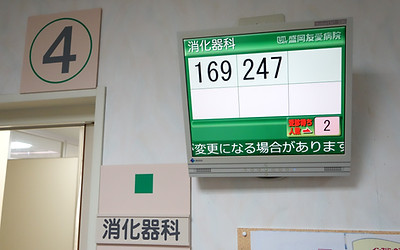 4
消化器科
盛岡友愛病院
169 247
2
が変更になる場合があります
消化器科